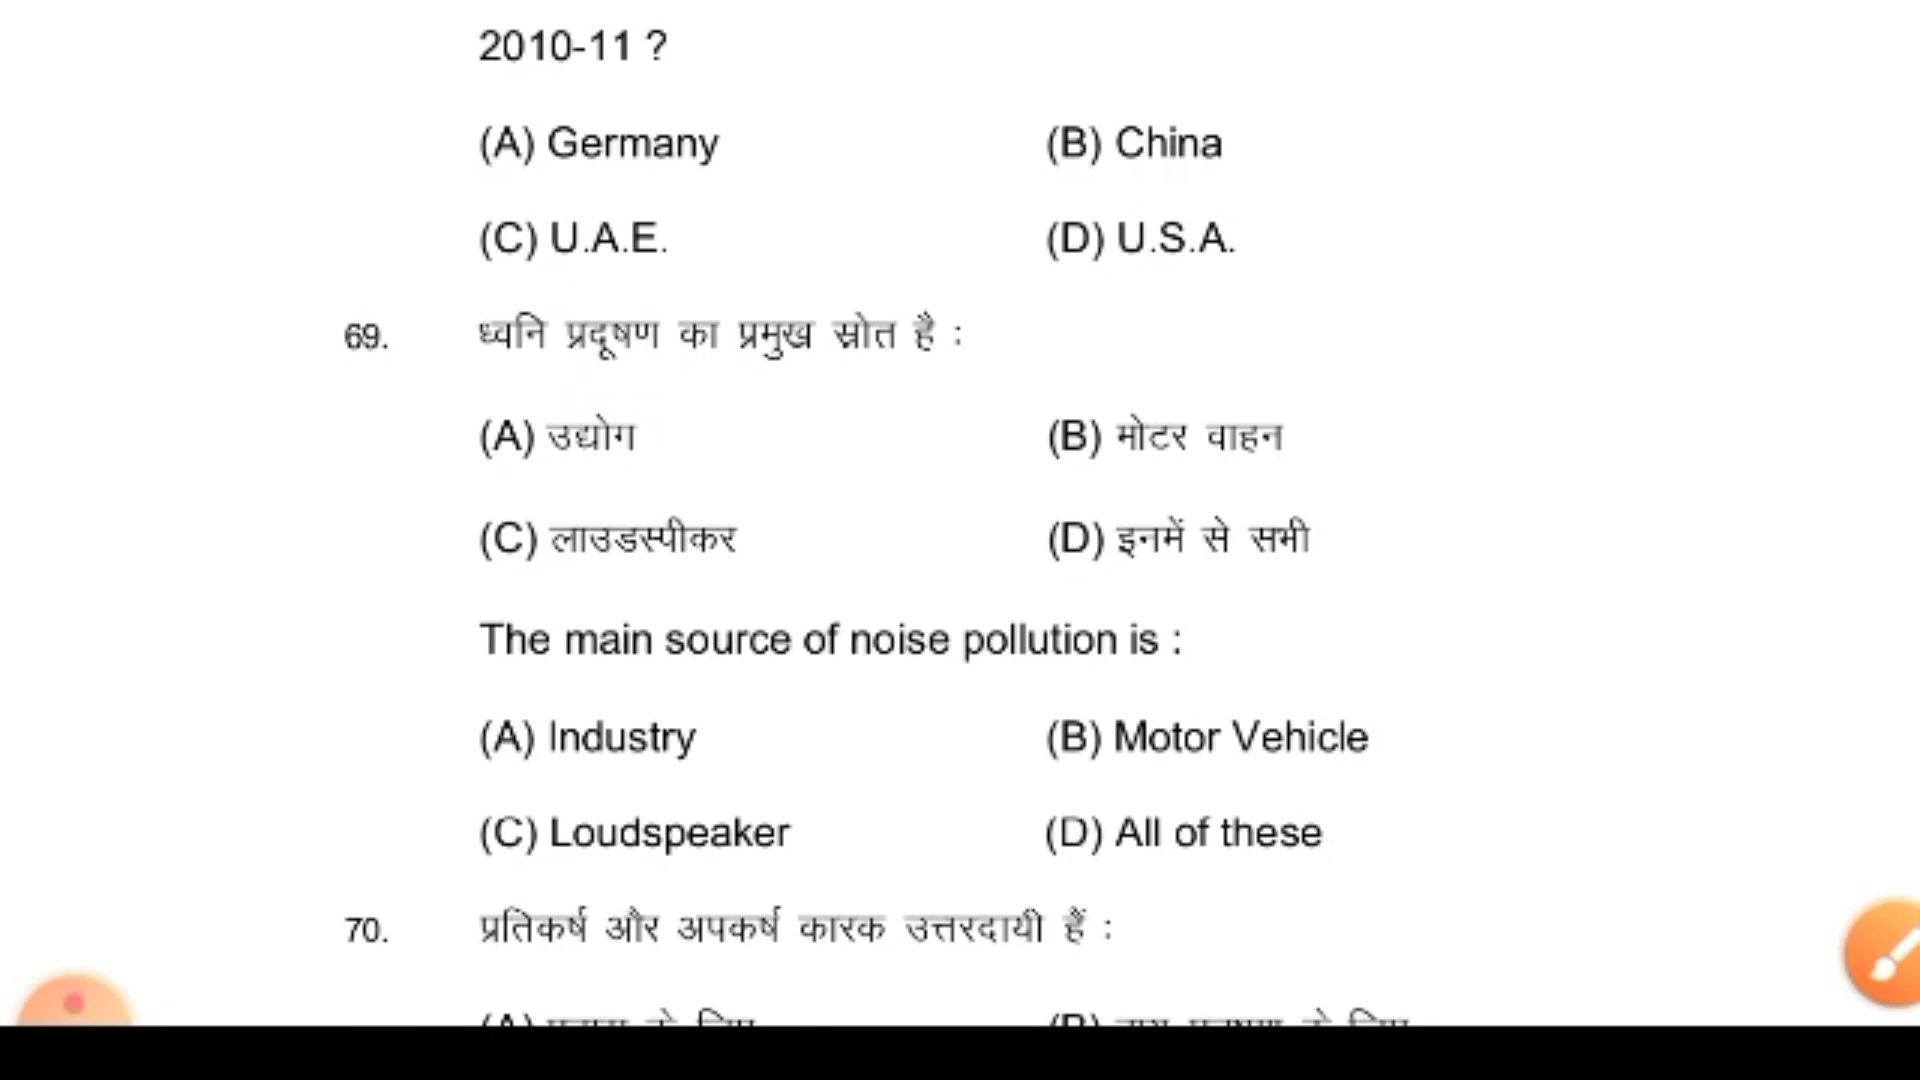 2010-11 ?
(A) Germany (B) China
(C) U.A.E. (D) U.S.A.
69. ध्वनि प्रदूषण का प्रमुख स्रोत है :
(A) उद्योग (B) मोटर वाहन
(C) लाउडस्पीकर (D) इनमें से सभी
The main source of noise pollution is :
(A) Industry (B) Motor Vehicle
(C) Loudspeaker (D) All of these
70. प्रतिकर्ष और अपकर्ष कारक उत्तरदायी हैं :
(A) (B)